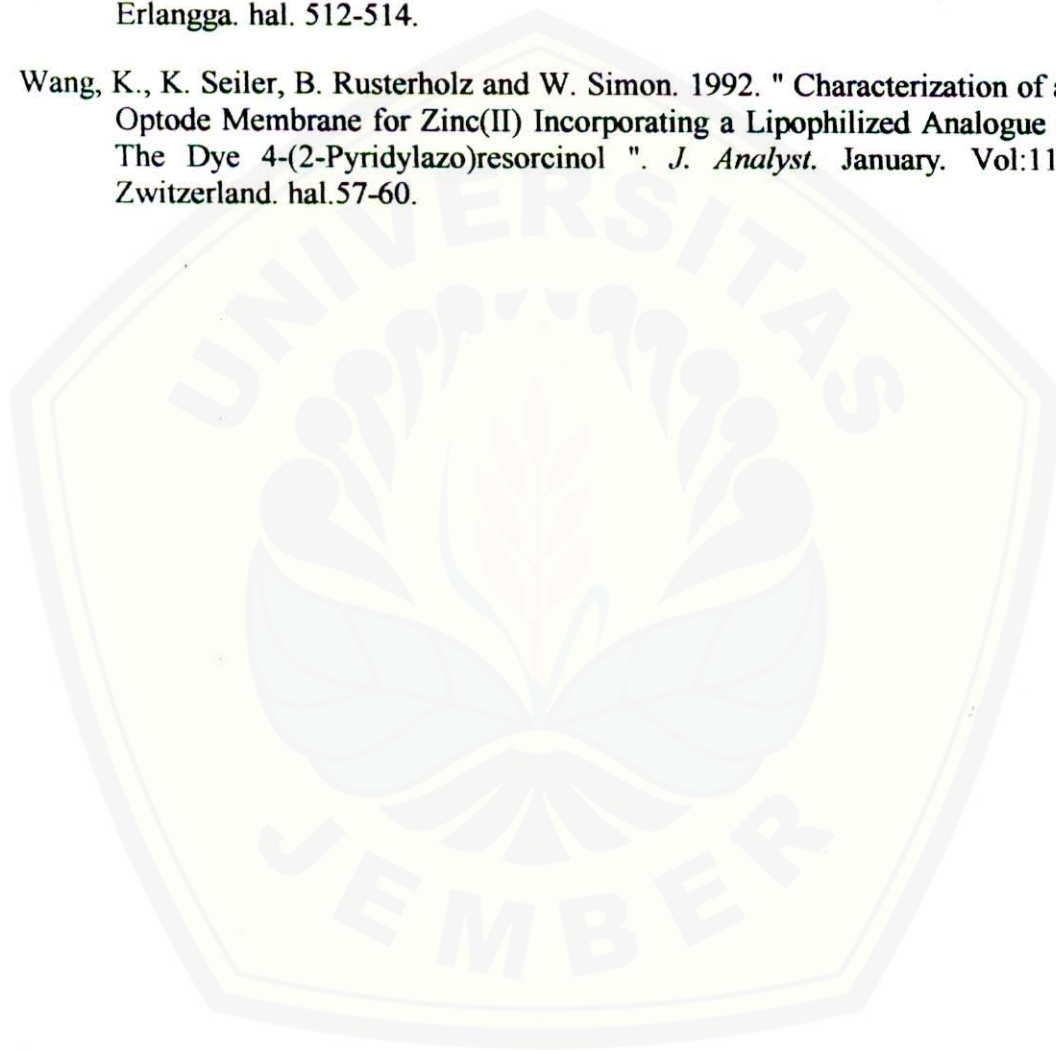 Erlangga. hal. 512-514.
Wang, K., K. Seiler, B. Rusterholz and W. Simon. 1992. " Characterization of
Optode Membrane for Zinc(II) Incorporating a Lipophilized Analogue
The Dye 4-(2-Pyridylazo)resorcinol ". J. Analyst. January. Vol:11
Zwitzerland. hal.57-60.
UNIVERSITAS
JEMBER